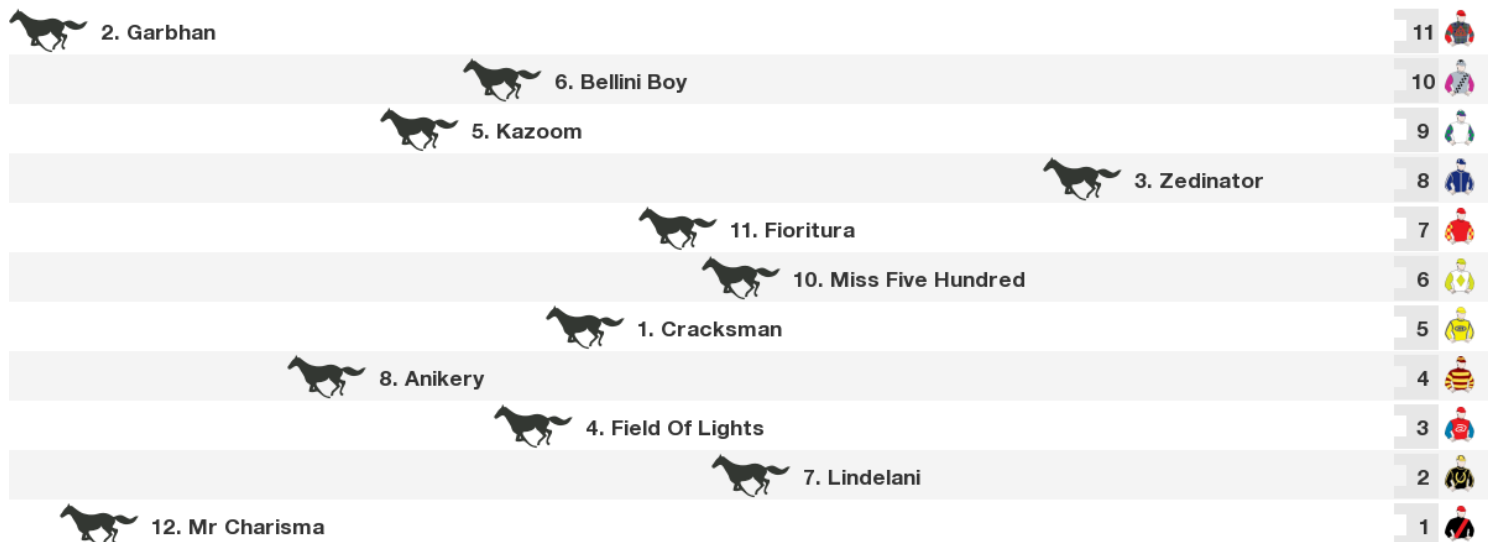 2. Garbhan 11
6. Bellini Boy 10
5. Kazoom 9
3. Zedinator 8
11. Fioritura 7
10. Miss Five Hundred 6
1. Cracksman 5
8. Anikery 4
4. Field Of Lights 3
7. Lindelani 2
12. Mr Charisma 1